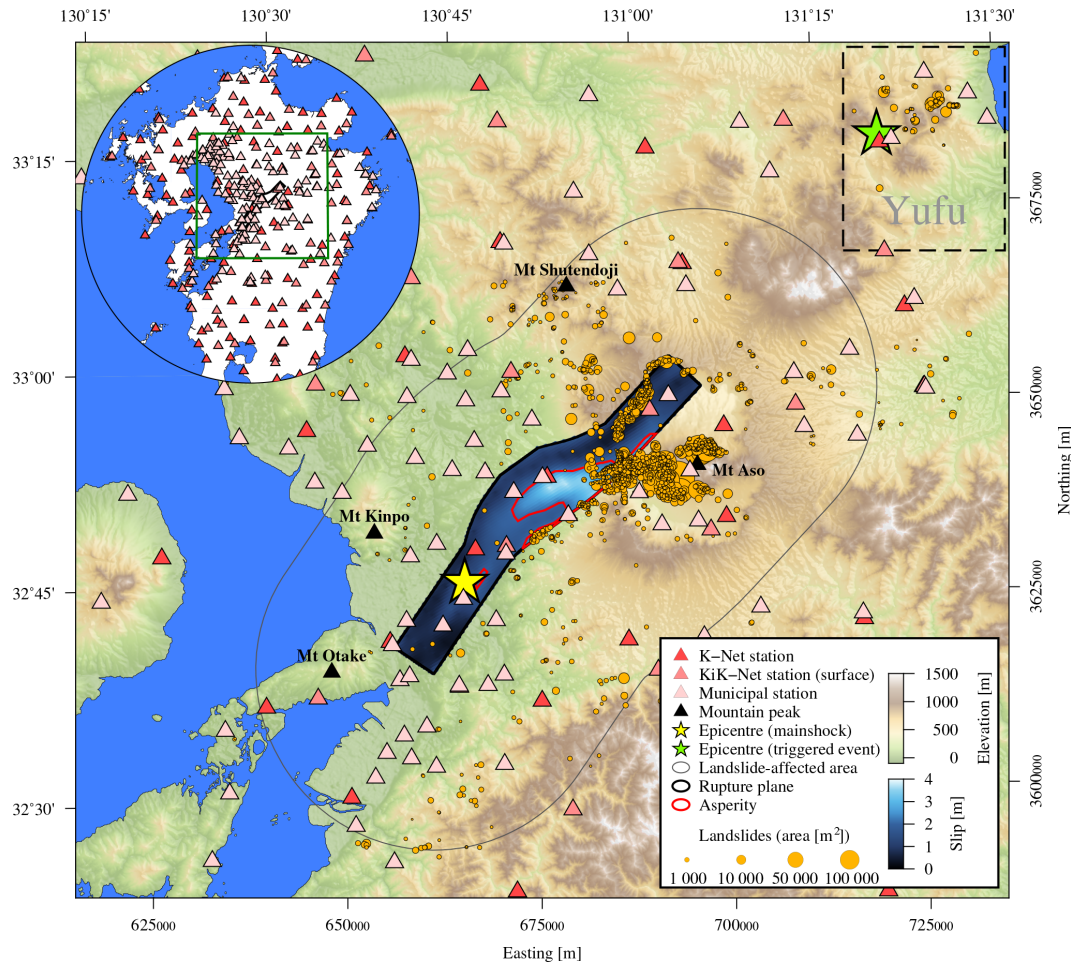 130°15' 130°30' 130°45' 131°00' 131°15' 131°30'
33°15'
33°00'
32°45'
32°30'
3675000
3650000
3625000
3600000
Northing [m]
625000 650000 675000 700000 725000
Easting [m]
Yufu
Mt Shutendoji
Mt Aso
Mt Kinpo
Mt Otake
K−Net station
KiK−Net station (surface)
Municipal station
Mountain peak
Epicentre (mainshock)
Epicentre (triggered event)
Landslide-affected area
Rupture plane
Asperity
Landslides (area [m²])
1 000 10 000 50 000 100 000
1500
1000
500
0
Elevation [m]
4
3
2
1
0
Slip [m]